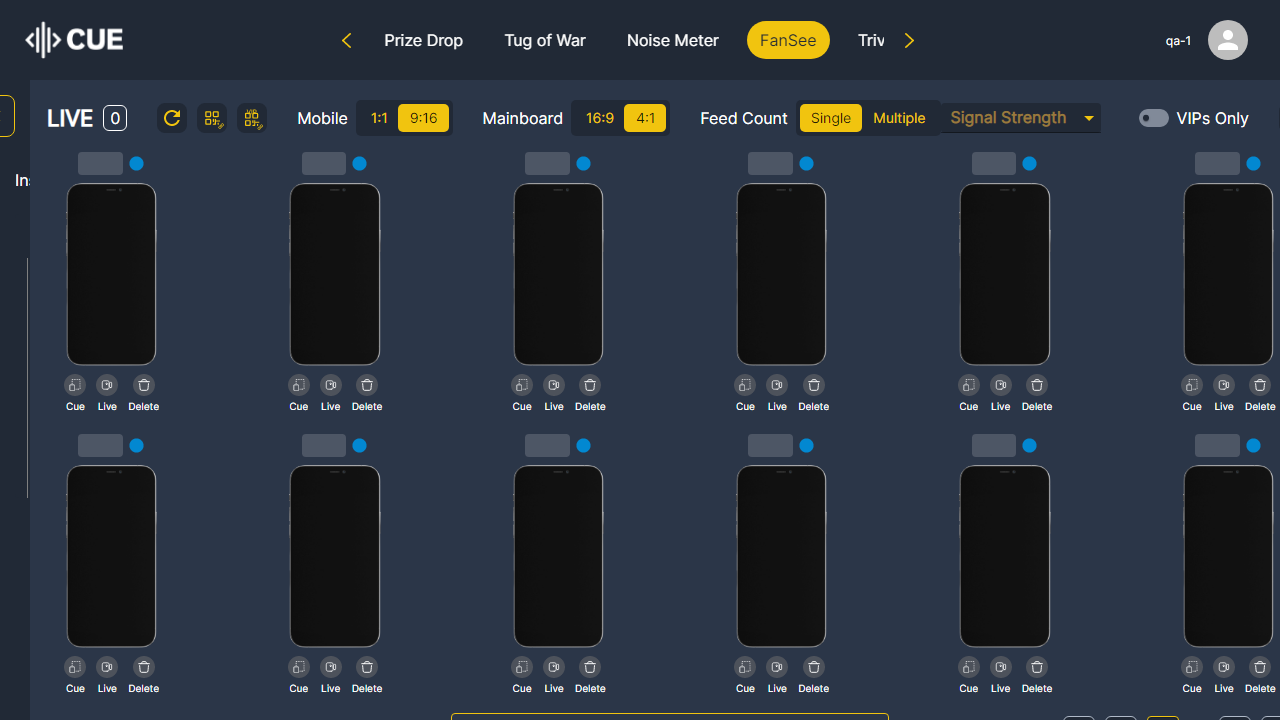 CUE
Prize Drop
Tug of War
Noise Meter
FanSee
Triv
qa-1
LIVE 0
Mobile 1:1 9:16
Mainboard 16:9 4:1
Feed Count Single Multiple
Signal Strength
VIPs Only
Ins
Cue Live Delete
Cue Live Delete
Cue Live Delete
Cue Live Delete
Cue Live Delete
Cue Live Delete
Cue Live Delete
Cue Live Delete
Cue Live Delete
Cue Live Delete
Cue Live Delete
Cue Live Delete